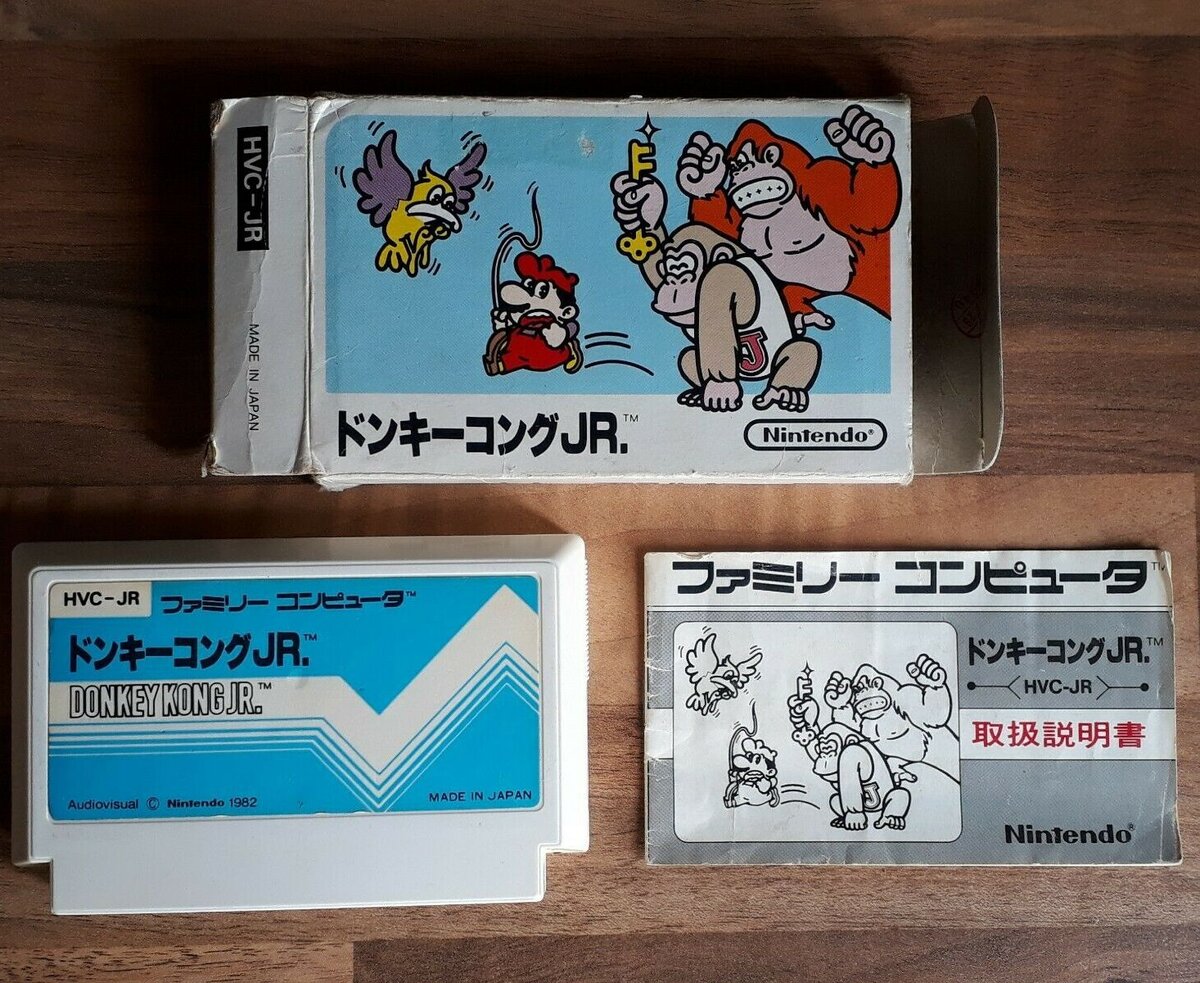 HVC-JR
MADE IN JAPAN
J
ドンキーコングJR.™
Nintendo®
HVC-JR
ファミリー コンピュータ™
ドンキーコングJR.™
DONKEY KONG JR.™
Audiovisual © Nintendo 1982
MADE IN JAPAN
ファミリー コンピュータ™
ドンキーコングJR.™
HVC-JR
取扱説明書
J
Nintendo®